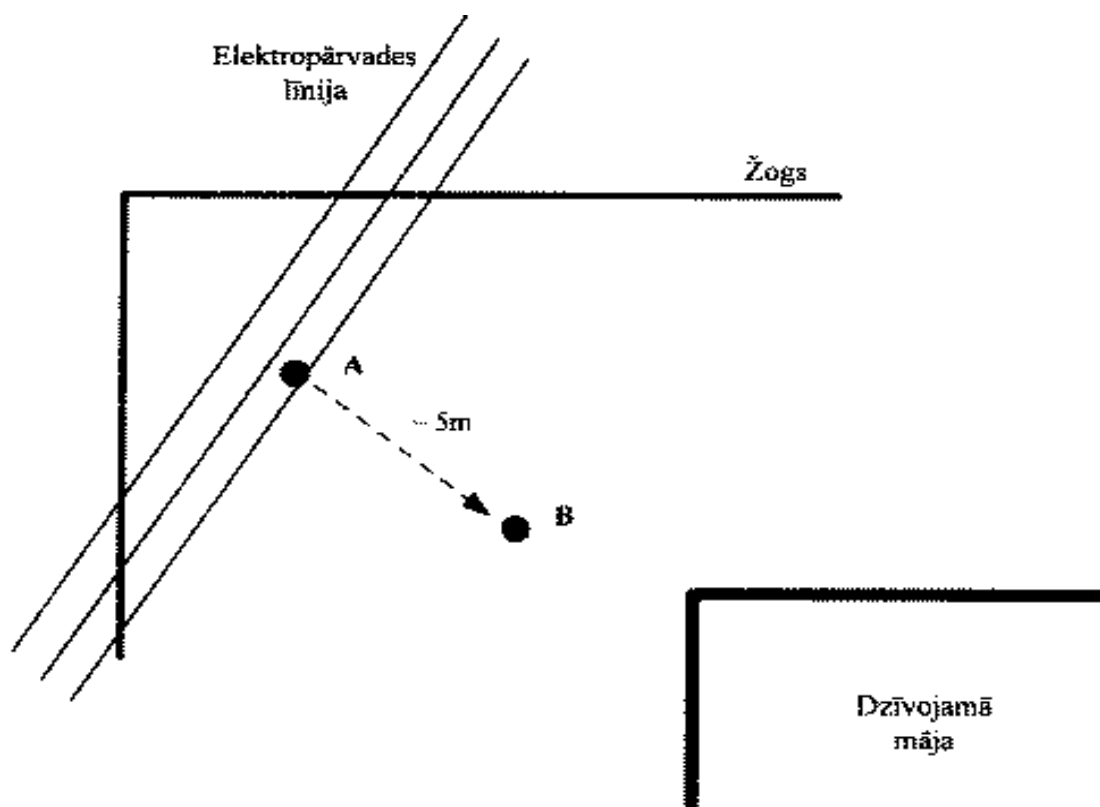 Elektropārvades
līnija
Žogs
A
~ 5m
B
Dzīvojamā
māja